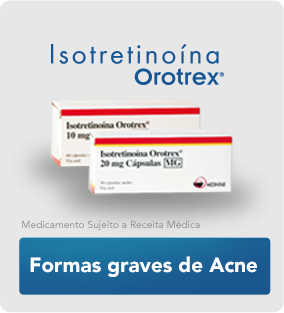 Isotretinoína
Orotrex®
Isotretinoína Orotrex®
10 mg
Isotretinoína Orotrex®
20 mg Cápsulas MG
Medicamento Sujeito a Receita Médica
Formas graves de Acne